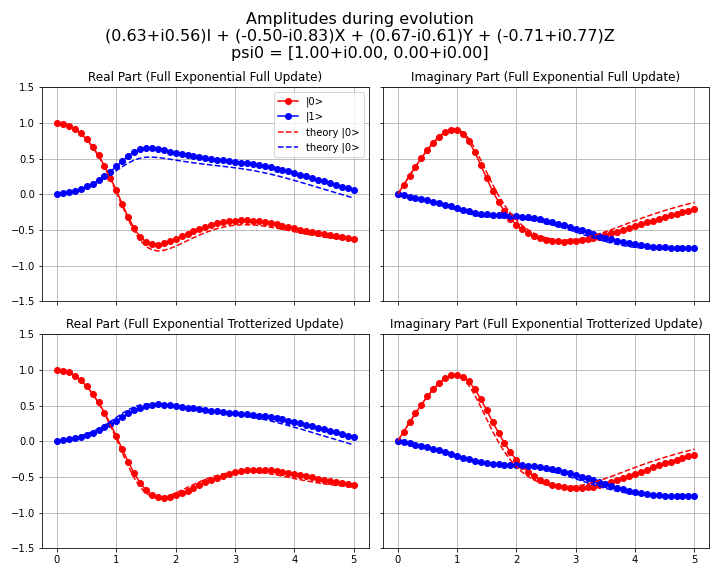 Amplitudes during evolution
(0.63+i0.56)I + (-0.50-i0.83)X + (0.67-i0.61)Y + (-0.71+i0.77)Z
psi0 = [1.00+i0.00, 0.00+i0.00]
Real Part (Full Exponential Full Update)
Imaginary Part (Full Exponential Full Update)
1.5
1.0
0.5
0.0
−0.5
−1.0
−1.5
|0>
|1>
theory |0>
theory |0>
Real Part (Full Exponential Trotterized Update)
Imaginary Part (Full Exponential Trotterized Update)
1.5
1.0
0.5
0.0
−0.5
−1.0
−1.5
0 1 2 3 4 5
0 1 2 3 4 5